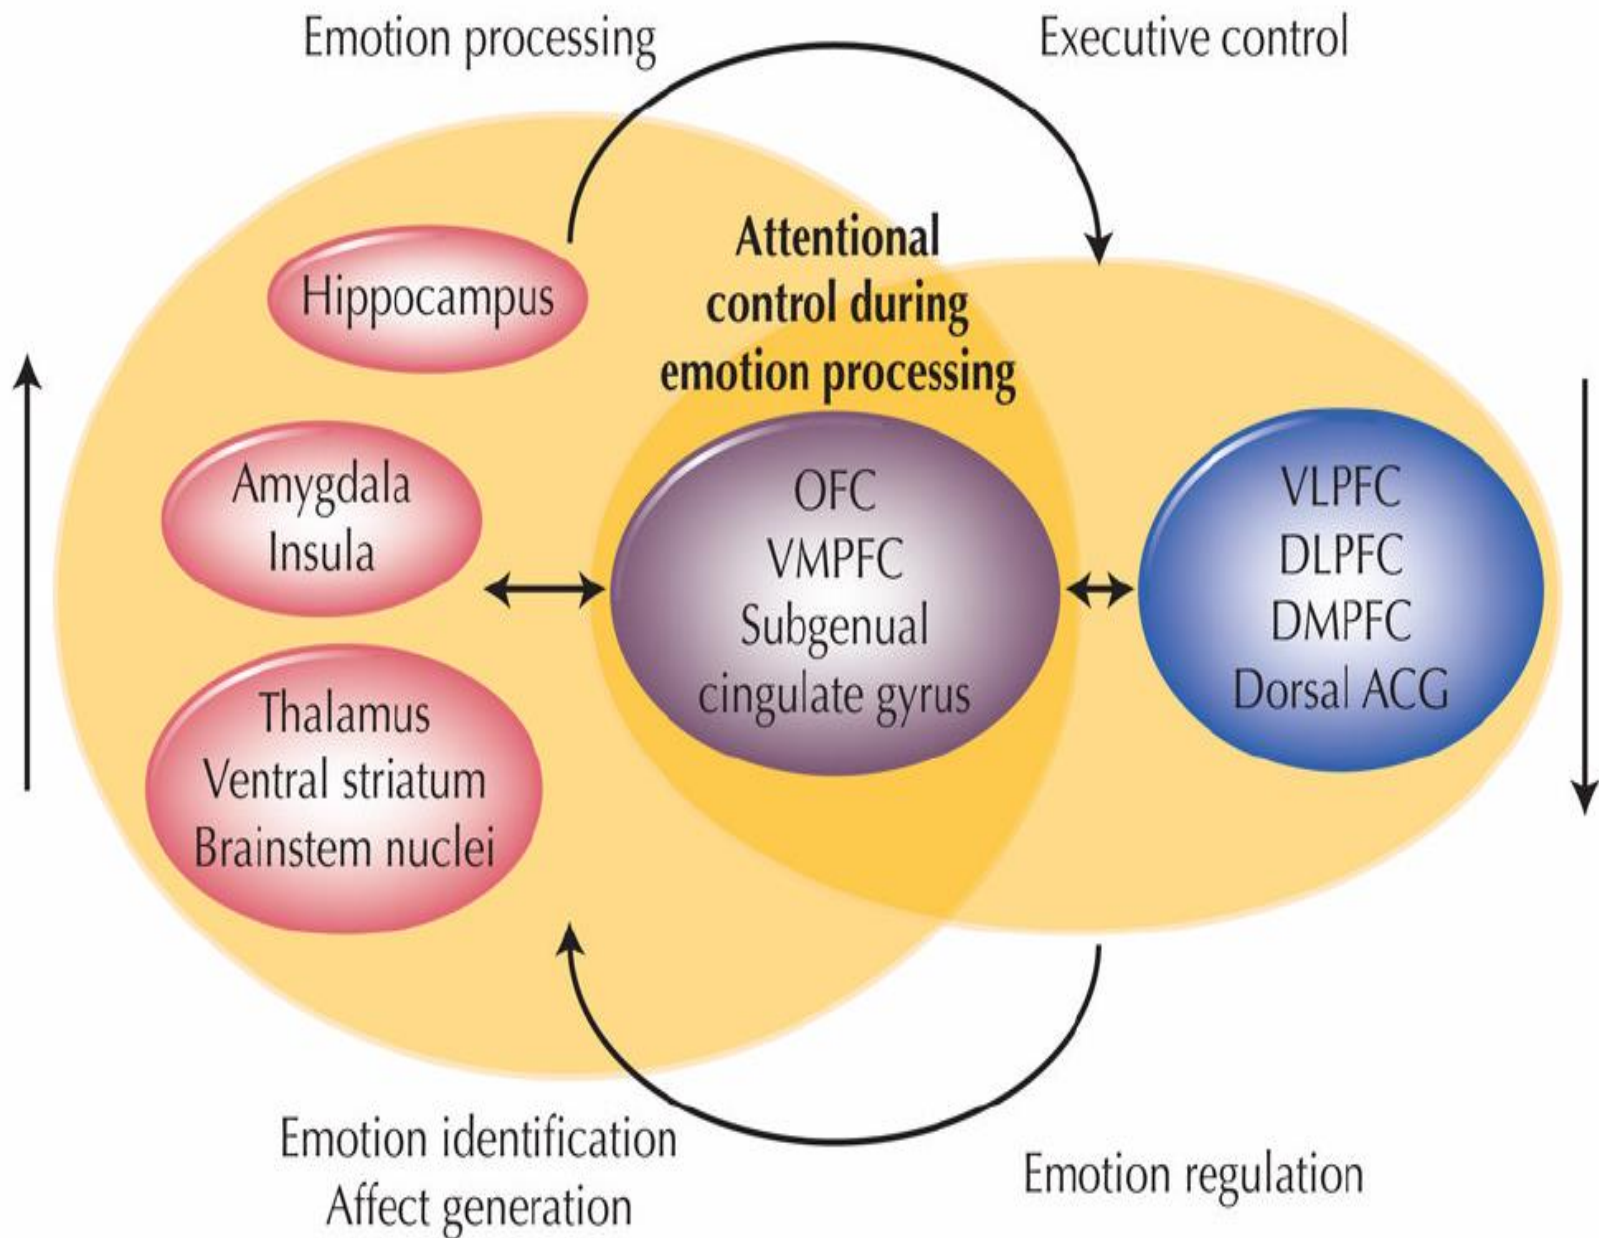 Emotion processing
Executive control
Attentional
control during
emotion processing
Hippocampus
Amygdala
Insula
Thalamus
Ventral striatum
Brainstem nuclei
OFC
VMPFC
Subgenual
cingulate gyrus
VLPFC
DLPFC
DMPFC
Dorsal ACG
Emotion identification
Affect generation
Emotion regulation